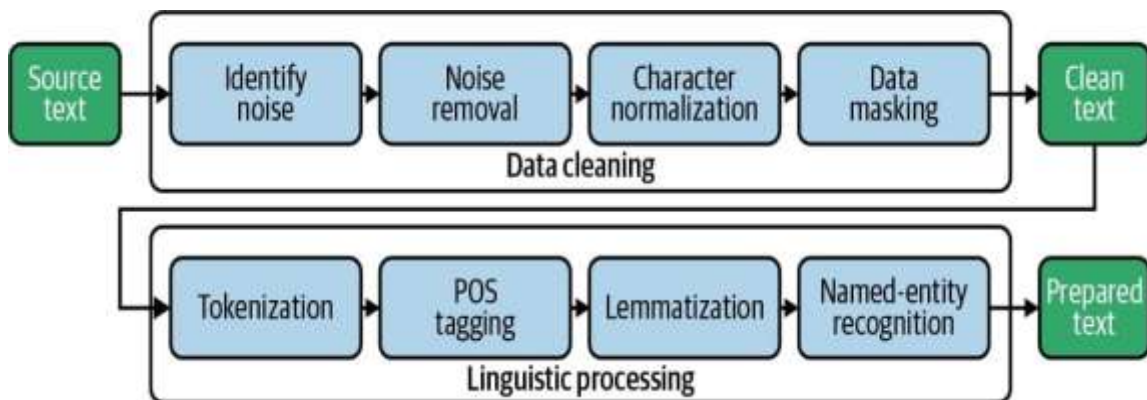 Source
text
Identify
noise
Noise
removal
Character
normalization
Data
masking
Clean
text
Data cleaning
Tokenization
POS
tagging
Lemmatization
Named-entity
recognition
Prepared
text
Linguistic processing